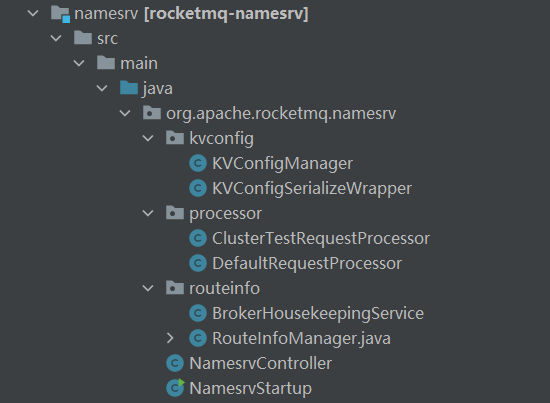 namesrv [rocketmq-namesrv]
src
main
java
org.apache.rocketmq.namesrv
kvconfig
KVConfigManager
KVConfigSerializeWrapper
processor
ClusterTestRequestProcessor
DefaultRequestProcessor
routeinfo
BrokerHousekeepingService
RouteInfoManager.java
NamesrvController
NamesrvStartup